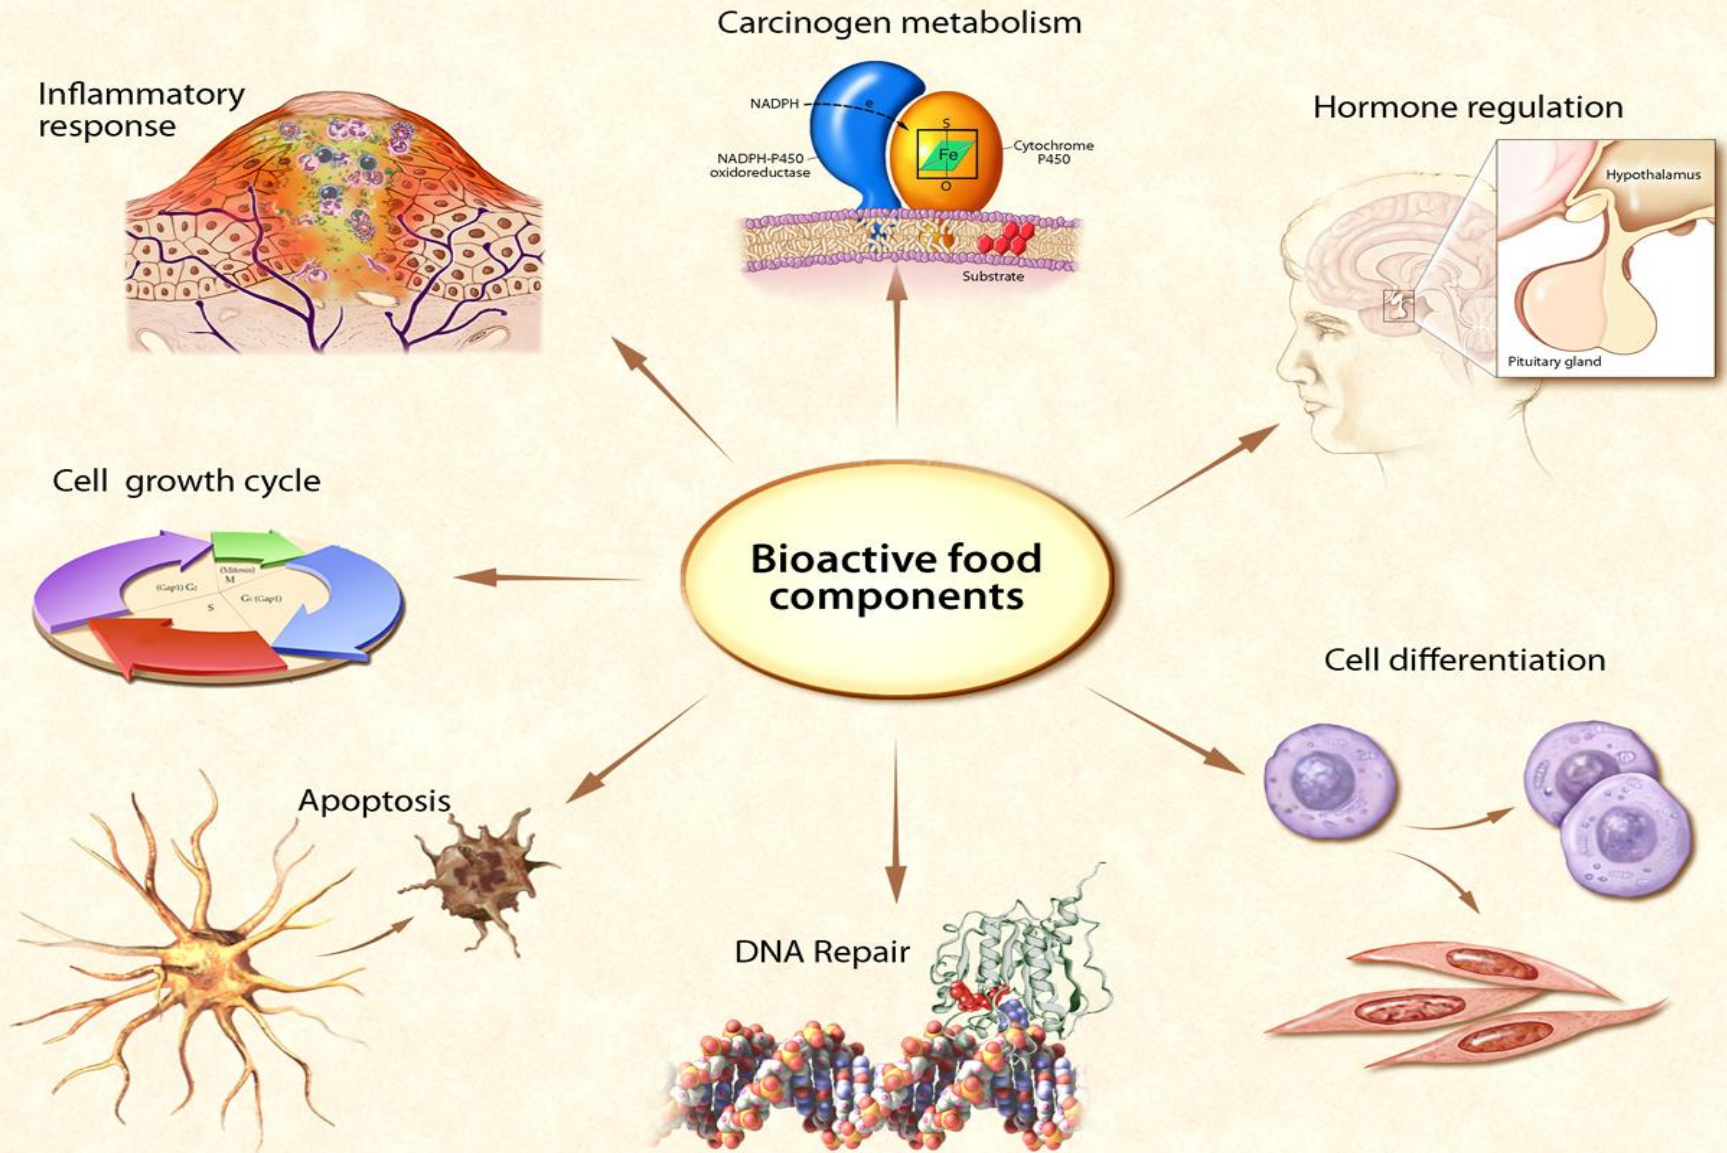 Carcinogen metabolism
Inflammatory
response
NADPH
e
S
Fe
O
NADPH-P450
oxidoreductase
Cytochrome
P450
Substrate
Hormone regulation
Hypothalamus
Pituitary gland
Cell growth cycle
(Mitosis)
M
(Gap1) G₂
S
(Gap1)
Bioactive food
components
Cell differentiation
Apoptosis
DNA Repair